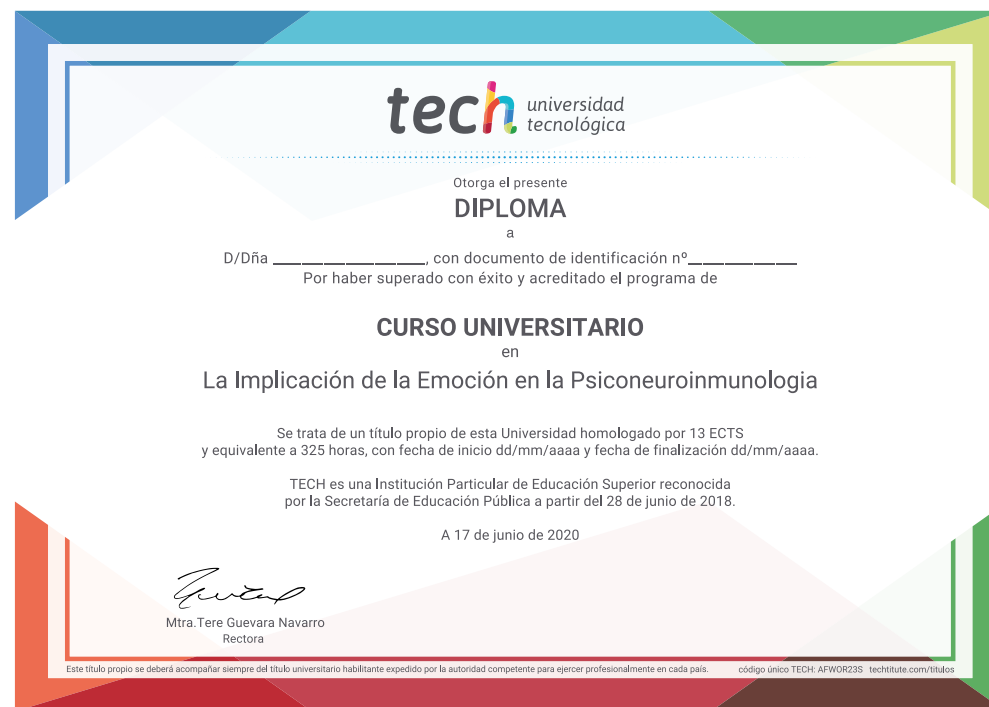 tech universidad
tecnológica
Otorga el presente
DIPLOMA
a
D/Dña ___________________, con documento de identificación nº______________
Por haber superado con éxito y acreditado el programa de
CURSO UNIVERSITARIO
en
La Implicación de la Emoción en la Psiconeuroinmunologia
Se trata de un título propio de esta Universidad homologado por 13 ECTS
y equivalente a 325 horas, con fecha de inicio dd/mm/aaaa y fecha de finalización dd/mm/aaaa.
TECH es una Institución Particular de Educación Superior reconocida
por la Secretaría de Educación Pública a partir del 28 de junio de 2018.
A 17 de junio de 2020
Mtra.Tere Guevara Navarro
Rectora
Este título propio se deberá acompañar siempre del título universitario habilitante expedido por la autoridad competente para ejercer profesionalmente en cada país. código único TECH: AFWOR23S techtitute.com/titulos